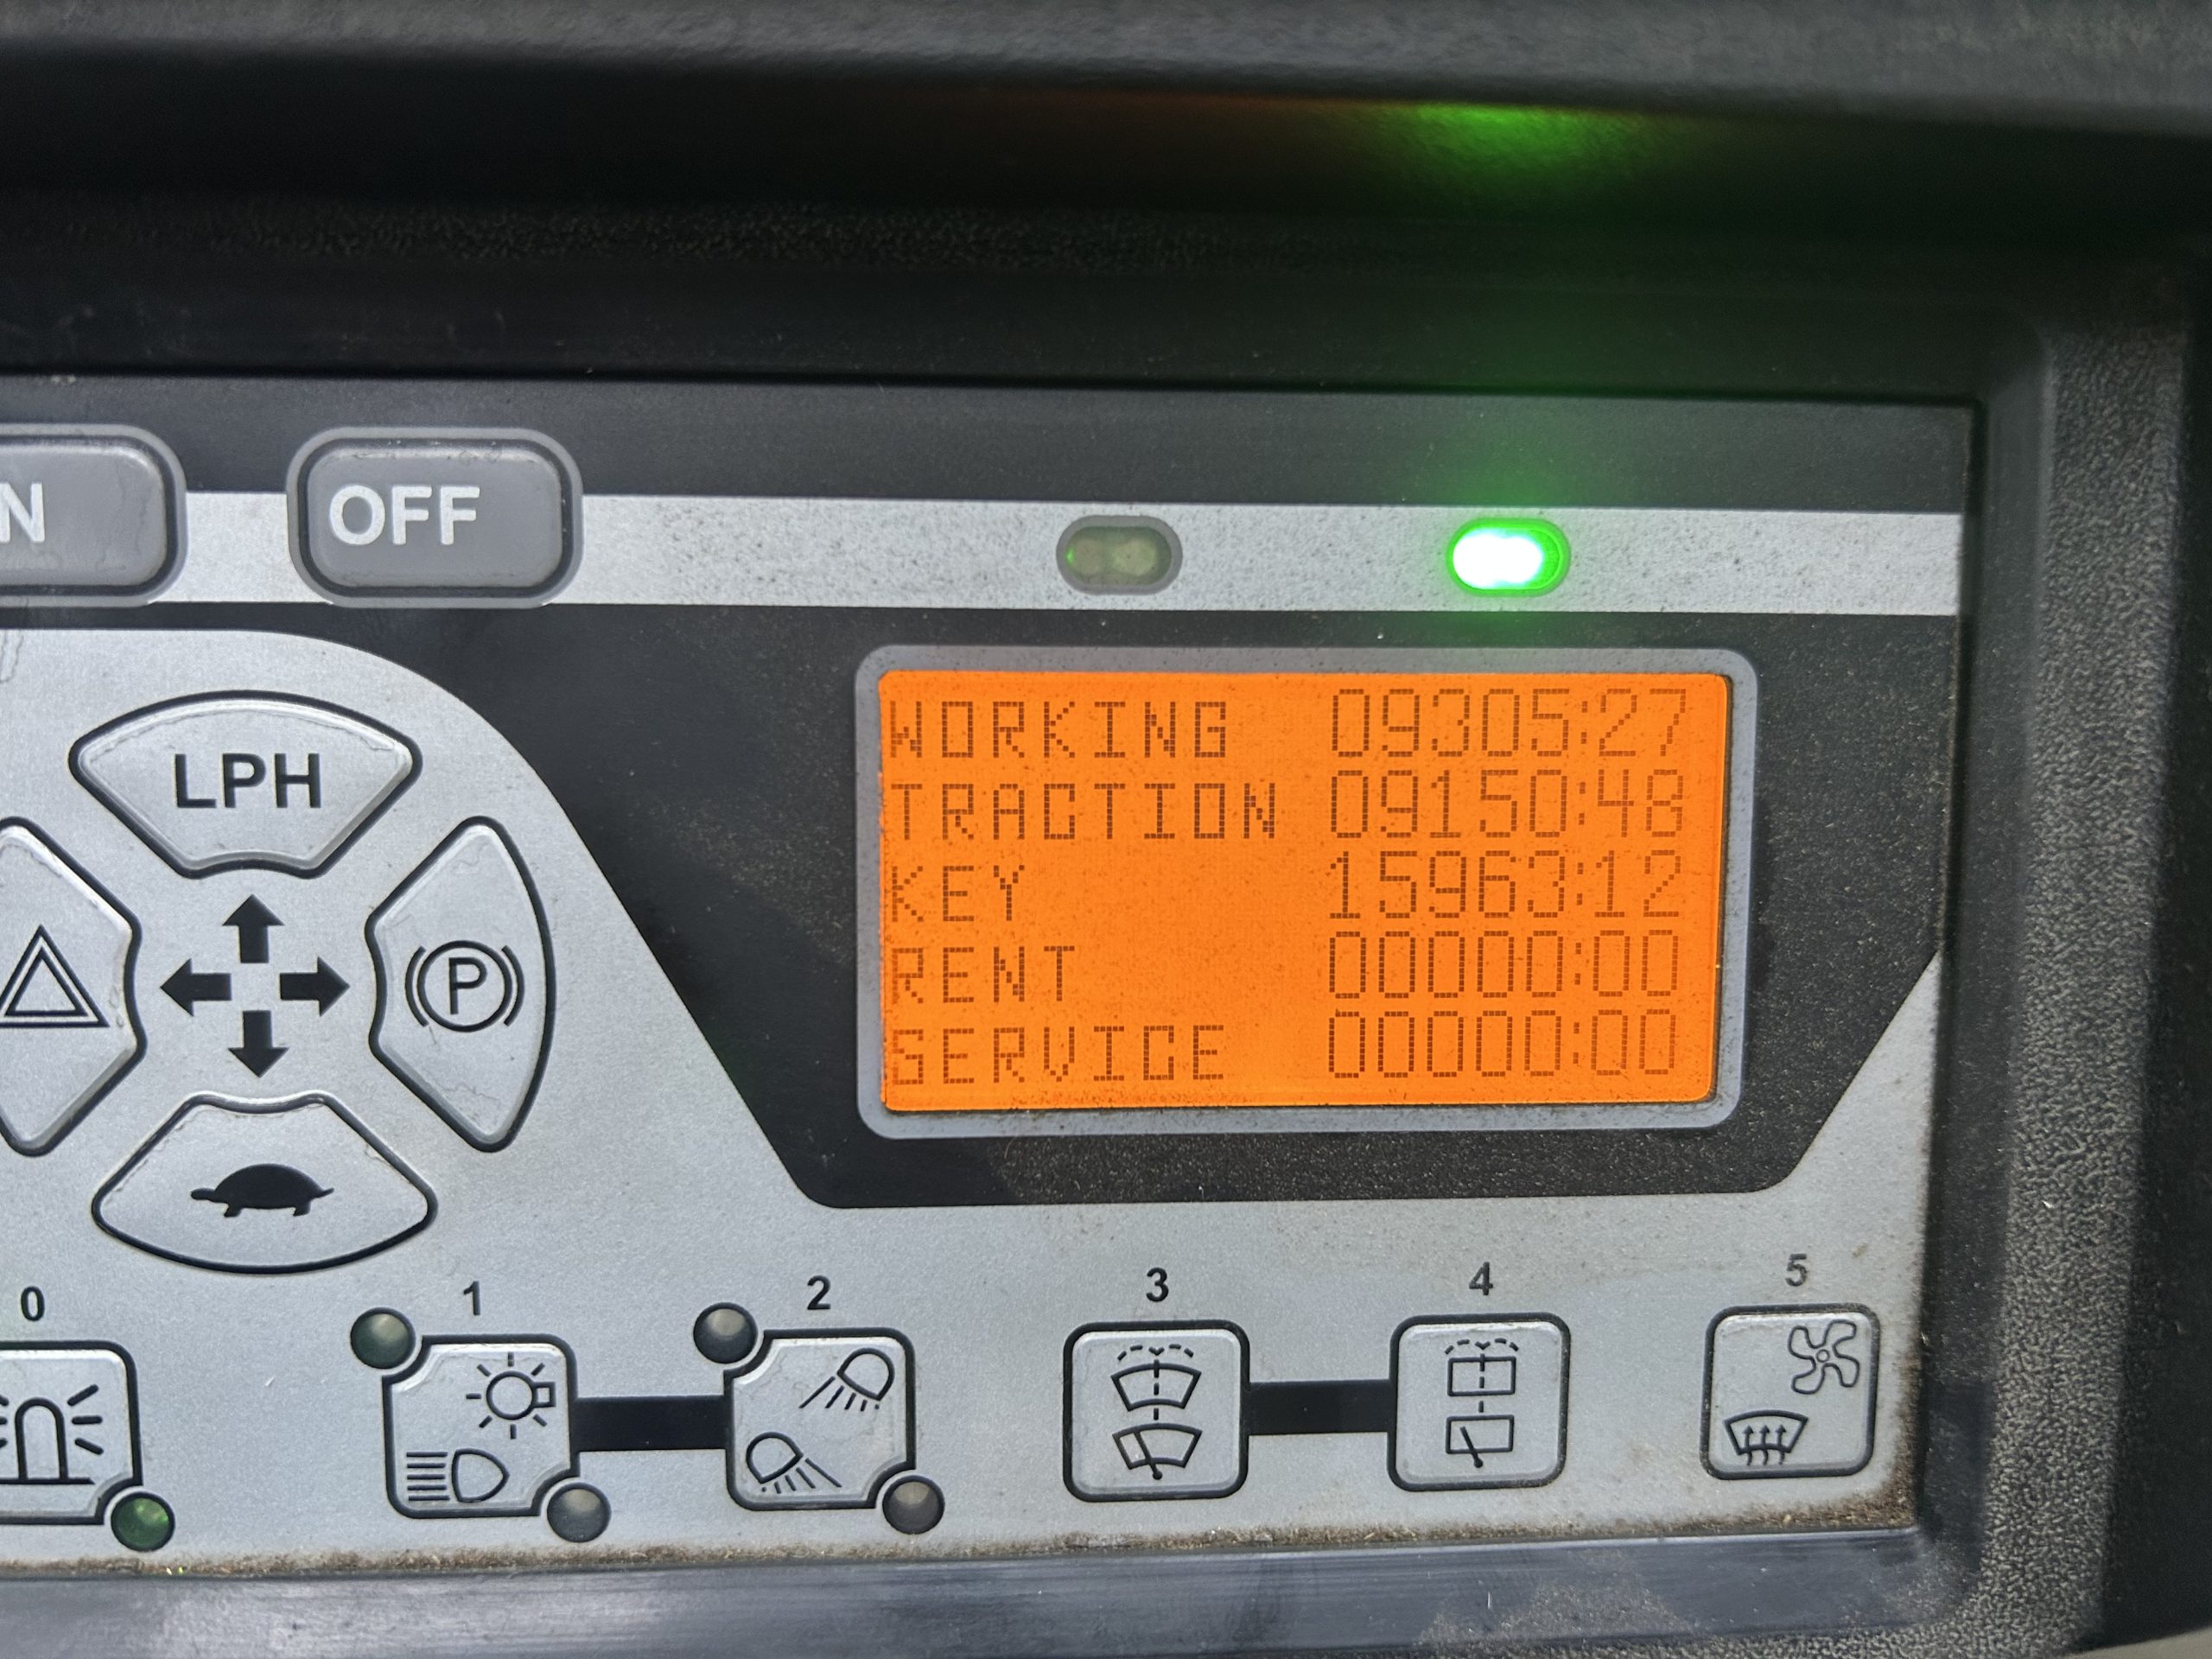 N
OFF
WORKING 09305:27
TRACTION 09150:48
KEY 15963:12
RENT 00000:00
SERVICE 00000:00
LPH
P
0 1 2 3 4 5